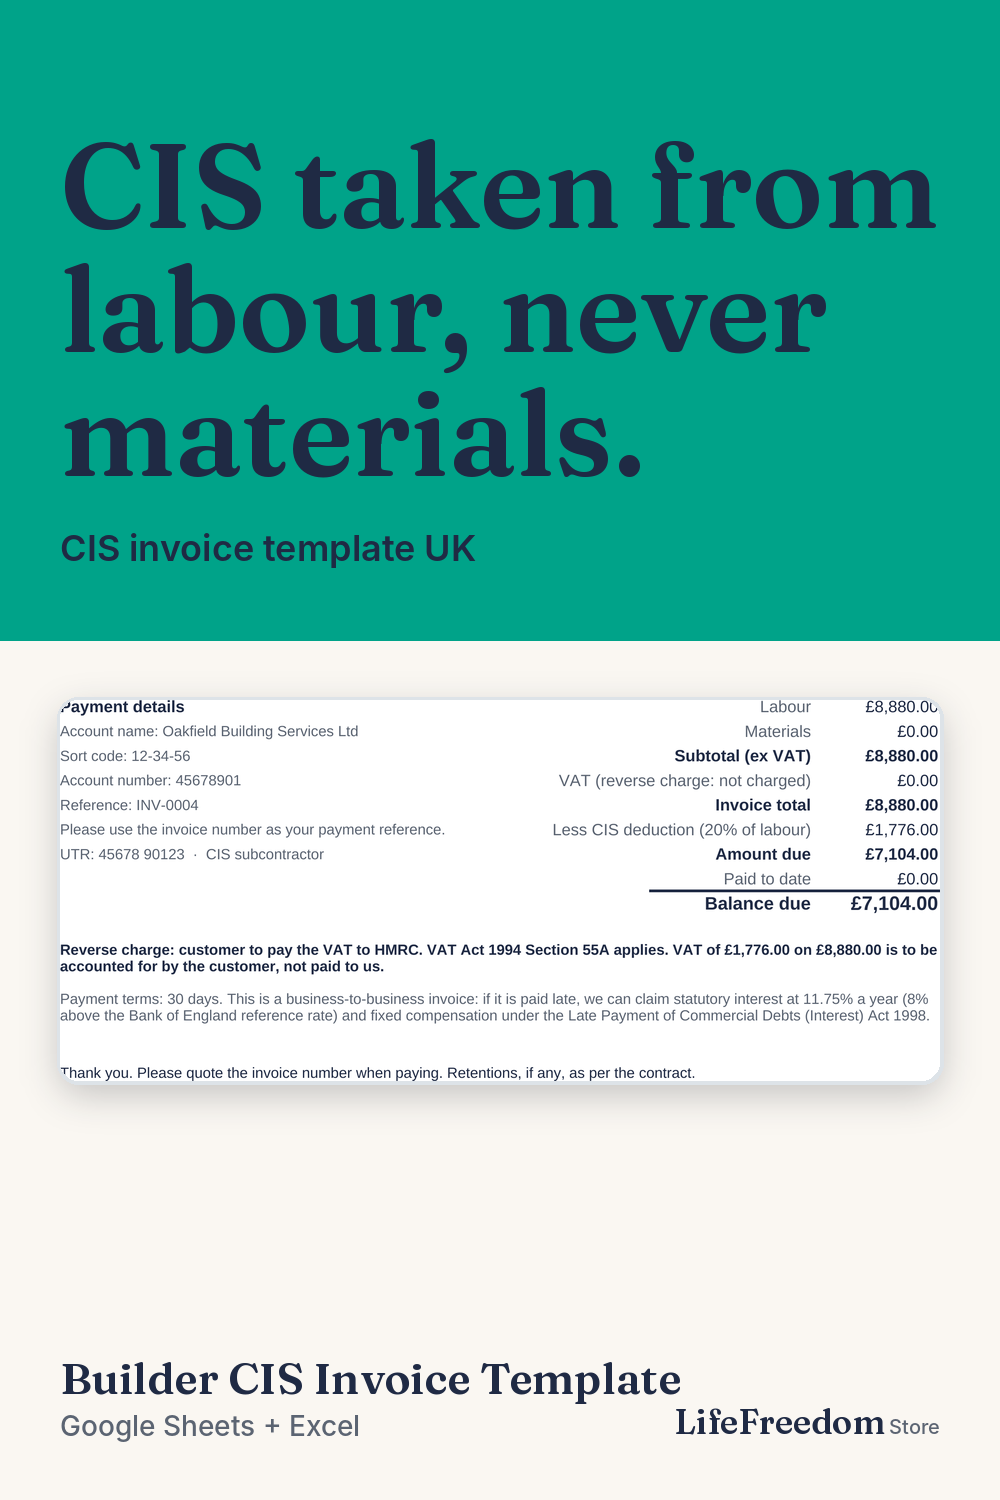 CIS taken from
labour, never
materials.
CIS invoice template UK
Payment details
Labour £8,880.00
Account name: Oakfield Building Services Ltd
Materials £0.00
Sort code: 12-34-56
Subtotal (ex VAT) £8,880.00
Account number: 45678901
VAT (reverse charge: not charged) £0.00
Reference: INV-0004
Invoice total £8,880.00
Please use the invoice number as your payment reference.
Less CIS deduction (20% of labour) £1,776.00
UTR: 45678 90123 · CIS subcontractor
Amount due £7,104.00
Paid to date £0.00
Balance due £7,104.00
Reverse charge: customer to pay the VAT to HMRC. VAT Act 1994 Section 55A applies. VAT of £1,776.00 on £8,880.00 is to be
accounted for by the customer, not paid to us.
Payment terms: 30 days. This is a business-to-business invoice: if it is paid late, we can claim statutory interest at 11.75% a year (8%
above the Bank of England reference rate) and fixed compensation under the Late Payment of Commercial Debts (Interest) Act 1998.
Thank you. Please quote the invoice number when paying. Retentions, if any, as per the contract.
Builder CIS Invoice Template
Google Sheets + Excel
LifeFreedom Store